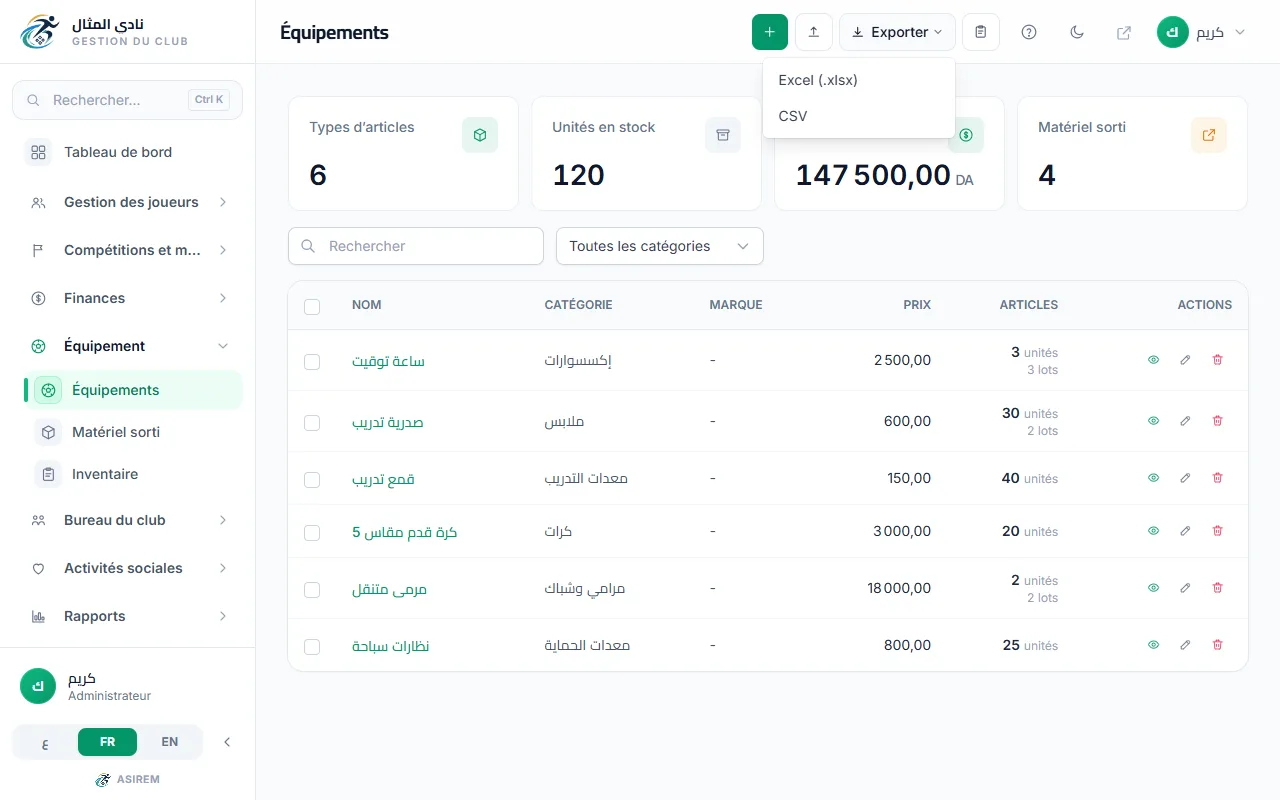 نادي المثال
GESTION DU CLUB
Rechercher...
Ctrl K
Tableau de bord
Gestion des joueurs
Compétitions et m...
Finances
Équipement
Équipements
Matériel sorti
Inventaire
Bureau du club
Activités sociales
Rapports
ك
كريم
Administrateur
ع
FR
EN
ASIREM
Équipements
Exporter
ك
كريم
Excel (.xlsx)
CSV
Types d'articles
6
Unités en stock
120
147 500,00 DA
Matériel sorti
4
Rechercher
Toutes les catégories
NOM CATÉGORIE MARQUE PRIX ARTICLES ACTIONS
ساعة توقيت إكسسوارات - 2 500,00 3 unités
3 lots
صدرية تدريب ملابس - 600,00 30 unités
2 lots
قمع تدريب معدات التدريب - 150,00 40 unités
كرة قدم مقاس 5 كرات - 3 000,00 20 unités
مرمى متنقل مرامي وشباك - 18 000,00 2 unités
2 lots
نظارات سباحة معدات الحماية - 800,00 25 unités